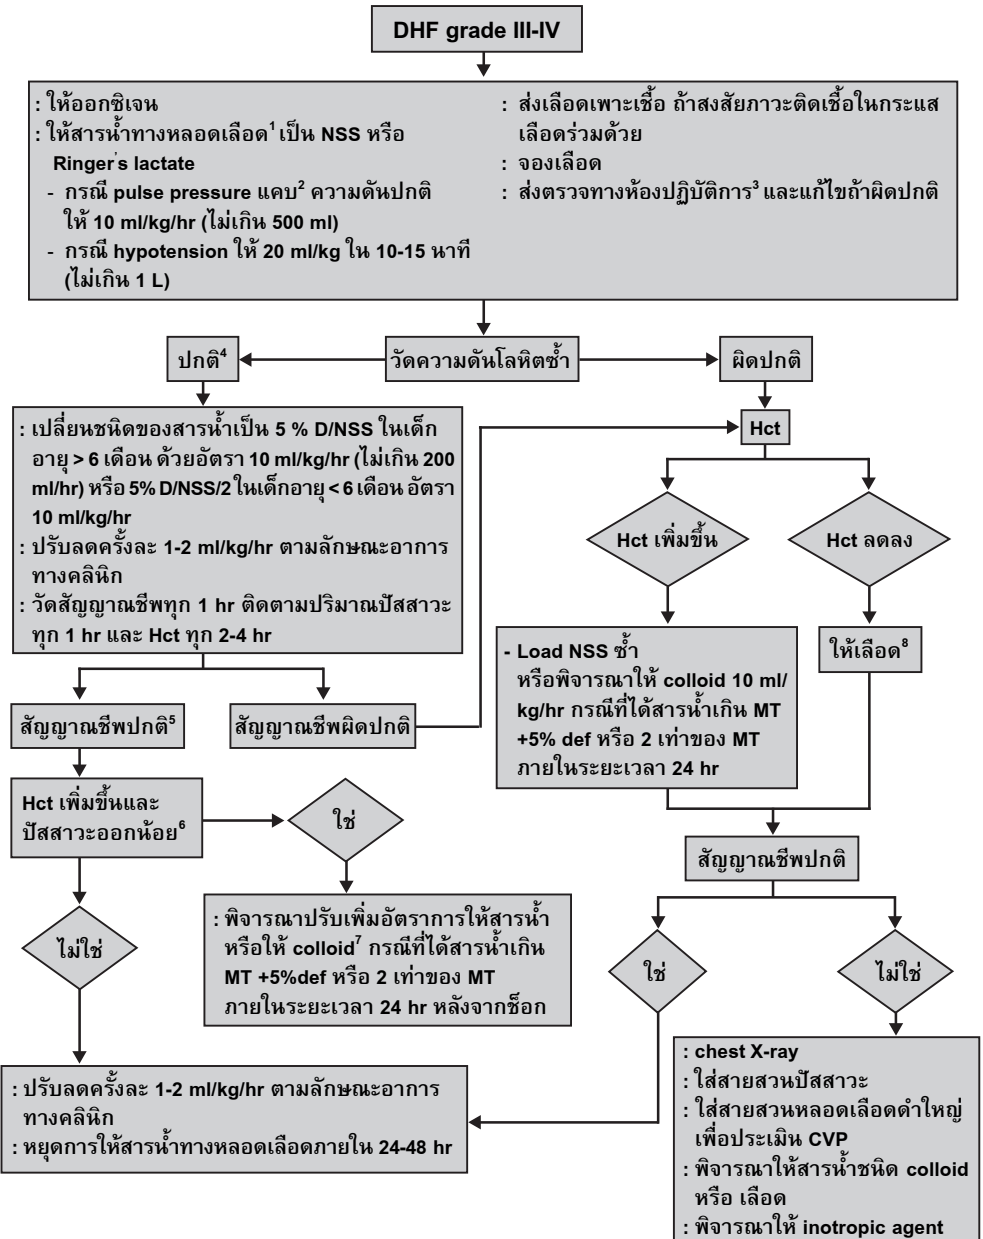 DHF grade III-IV
: ให้ออกซิเจน
: ให้สารน้ำทางหลอดเลือด1 เป็น NSS หรือ
Ringer's lactate
- กรณี pulse pressure แคบ2 ความดันปกติ
ให้ 10 ml/kg/hr (ไม่เกิน 500 ml)
- กรณี hypotension ให้ 20 ml/kg ใน 10-15 นาที
(ไม่เกิน 1 L)
: ส่งเลือดเพาะเชื้อ ถ้าสงสัยภาวะติดเชื้อในกระแส
เลือดร่วมด้วย
: จองเลือด
: ส่งตรวจทางห้องปฏิบัติการ3 และแก้ไขถ้าผิดปกติ
ปกติ4
วัดความดันโลหิตซ้ำ
ผิดปกติ
: เปลี่ยนชนิดของสารน้ำเป็น 5 % D/NSS ในเด็ก
อายุ > 6 เดือน ด้วยอัตรา 10 ml/kg/hr (ไม่เกิน 200
ml/hr) หรือ 5% D/NSS/2 ในเด็กอายุ < 6 เดือน อัตรา
10 ml/kg/hr
: ปรับลดครั้งละ 1-2 ml/kg/hr ตามลักษณะอาการ
ทางคลินิก
: วัดสัญญาณชีพทุก 1 hr ติดตามปริมาณปัสสาวะ
ทุก 1 hr และ Hct ทุก 2-4 hr
Hct
Hct เพิ่มขึ้น
Hct ลดลง
- Load NSS ซ้ำ
หรือพิจารณาให้ colloid 10 ml/
kg/hr กรณีที่ได้สารน้ำเกิน MT
+5% def หรือ 2 เท่าของ MT
ภายในระยะเวลา 24 hr
ให้เลือด8
สัญญาณชีพปกติ5
สัญญาณชีพผิดปกติ
Hct เพิ่มขึ้นและ
ปัสสาวะออกน้อย6
ใช่
สัญญาณชีพปกติ
: พิจารณาปรับเพิ่มอัตราการให้สารน้ำ
หรือให้ colloid7 กรณีที่ได้สารน้ำเกิน
MT +5%def หรือ 2 เท่าของ MT
ภายในระยะเวลา 24 hr หลังจากช็อก
ไม่ใช่
ใช่
ไม่ใช่
: ปรับลดครั้งละ 1-2 ml/kg/hr ตามลักษณะอาการ
ทางคลินิก
: หยุดการให้สารน้ำทางหลอดเลือดภายใน 24-48 hr
: chest X-ray
: ใส่สายสวนปัสสาวะ
: ใส่สายสวนหลอดเลือดดำใหญ่
เพื่อประเมิน CVP
: พิจารณาให้สารน้ำชนิด colloid
หรือ เลือด
: พิจารณาให้ inotropic agent